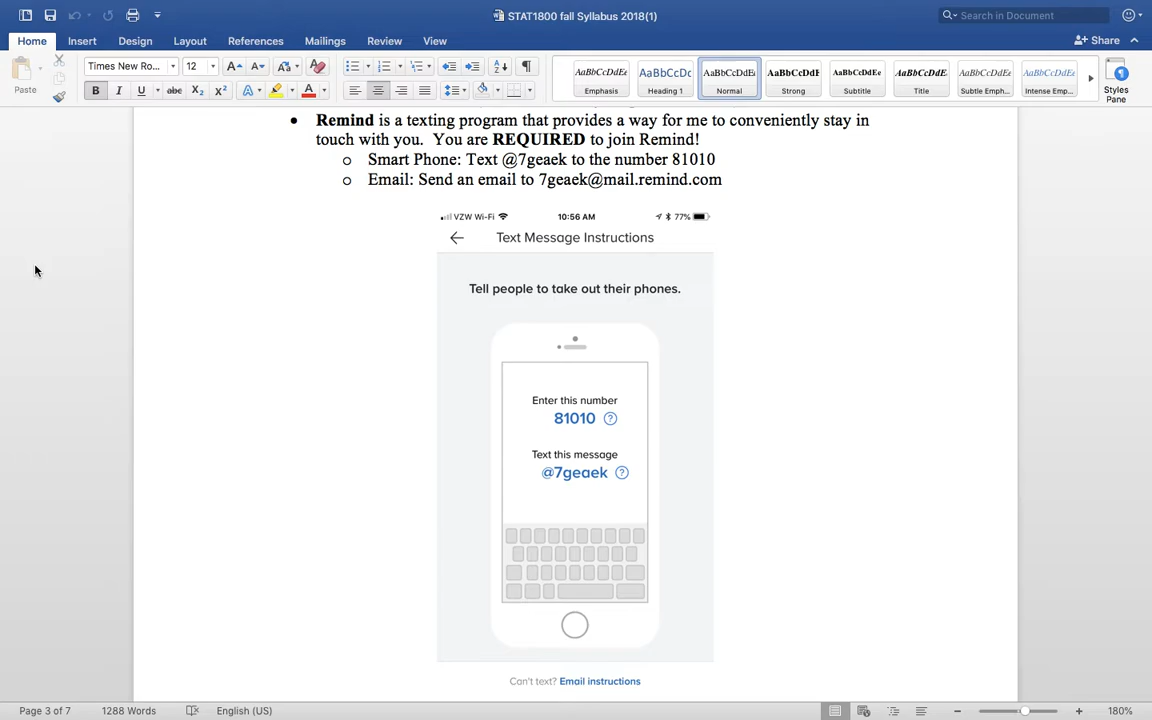 STAT1800 fall Syllabus 2018(1)
Search in Document
Home Insert Design Layout References Mailings Review View
Share
Times New Ro... 12
Paste
AaBbCcDdEe AaBbCcDc AaBbCcDdEe AaBbCcDdE AaBbCcDdEe AaBbCcDdE AaBbCcDdEe AaBbCcDdEe
Emphasis Heading 1 Normal Strong Subtitle Title Subtle Emph... Intense Emp...
Styles
Pane
• Remind is a texting program that provides a way for me to conveniently stay in
touch with you. You are REQUIRED to join Remind!
o Smart Phone: Text @7geaek to the number 81010
o Email: Send an email to 7geaek@mail.remind.com
VZW Wi-Fi 10:56 AM 77%
Text Message Instructions
Tell people to take out their phones.
Enter this number
81010 ?
Text this message
@7geaek ?
Can't text? Email instructions
Page 3 of 7 1288 Words English (US) 180%